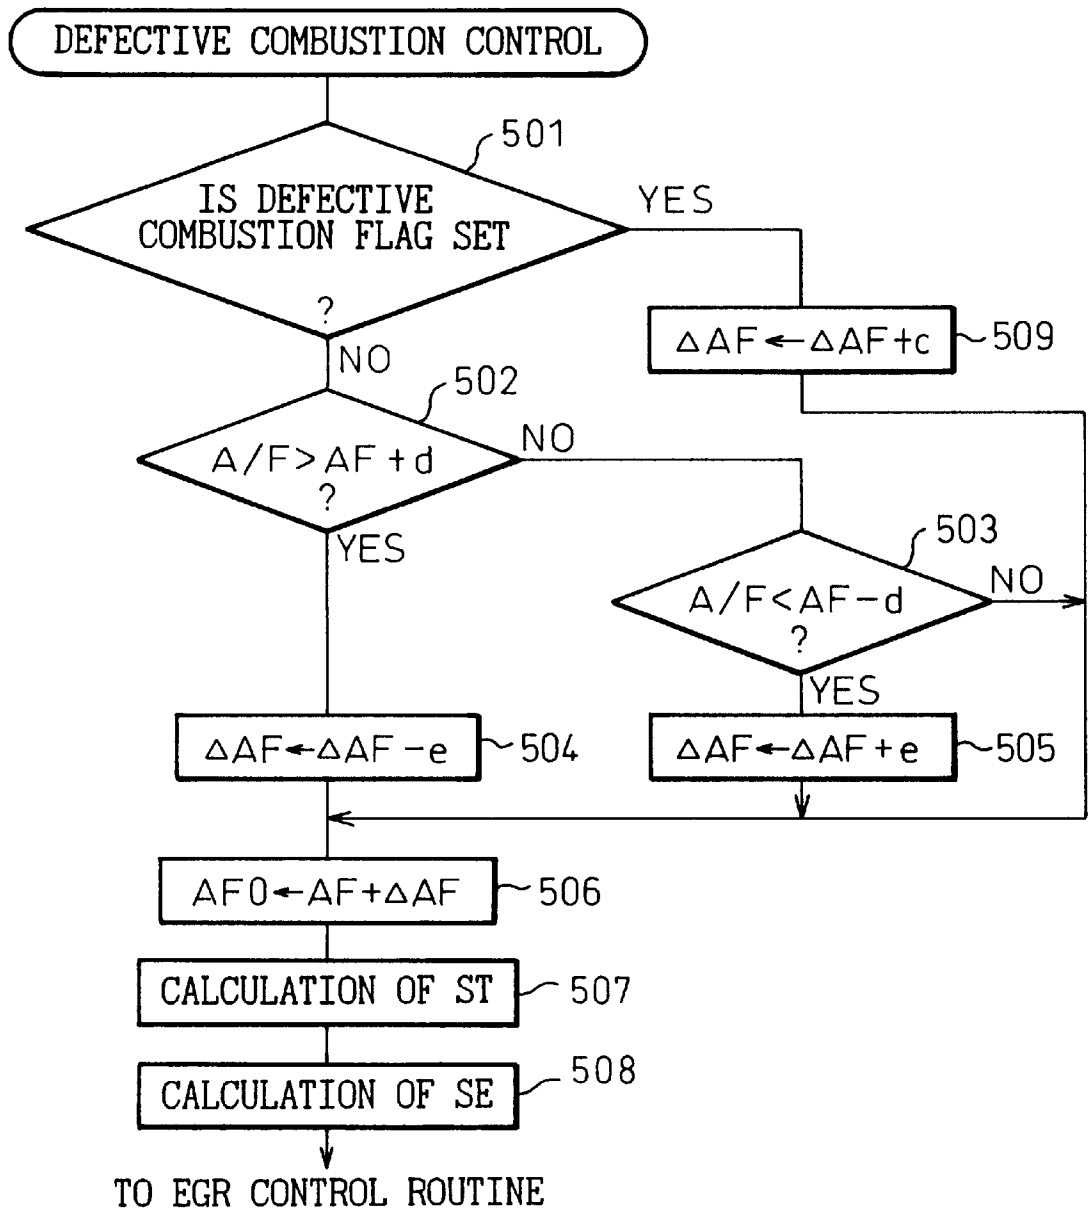 DEFECTIVE COMBUSTION CONTROL
501
IS DEFECTIVE
COMBUSTION FLAG SET
?
YES
NO
ΔAF←ΔAF+c
509
502
A/F>AF+d
?
NO
YES
503
A/F<AF-d
?
NO
YES
ΔAF←ΔAF-e
504
ΔAF←ΔAF+e
505
AF0←AF+ΔAF
506
CALCULATION OF ST
507
CALCULATION OF SE
508
TO EGR CONTROL ROUTINE